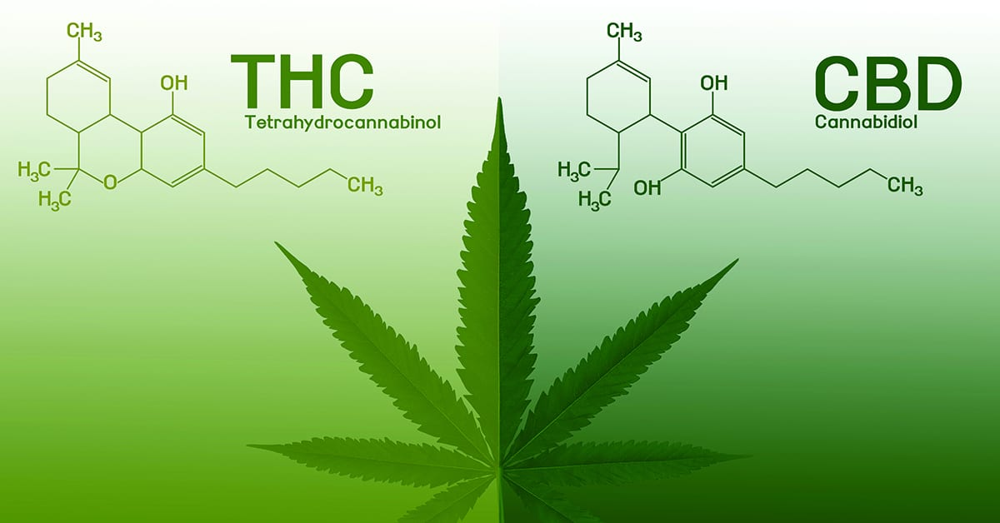 CH3
OH
THC
Tetrahydrocannabinol
H3C
O
CH3
H3C
CH3
OH
CBD
Cannabidiol
H3C
OH
CH3
H3C